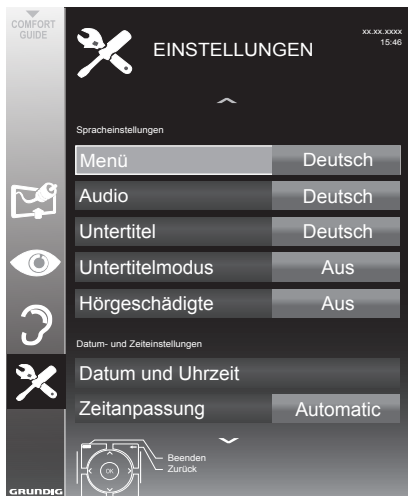 COMFORT
GUIDE
EINSTELLUNGEN
xx.xx.xxxx
15:46
Spracheinstellungen
Menü Deutsch
Audio Deutsch
Untertitel Deutsch
Untertitelmodus Aus
Hörgeschädigte Aus
Datum- und Zeiteinstellungen
Datum und Uhrzeit
Zeitanpassung Automatic
OK
Beenden
Zurück
GRUNDIG